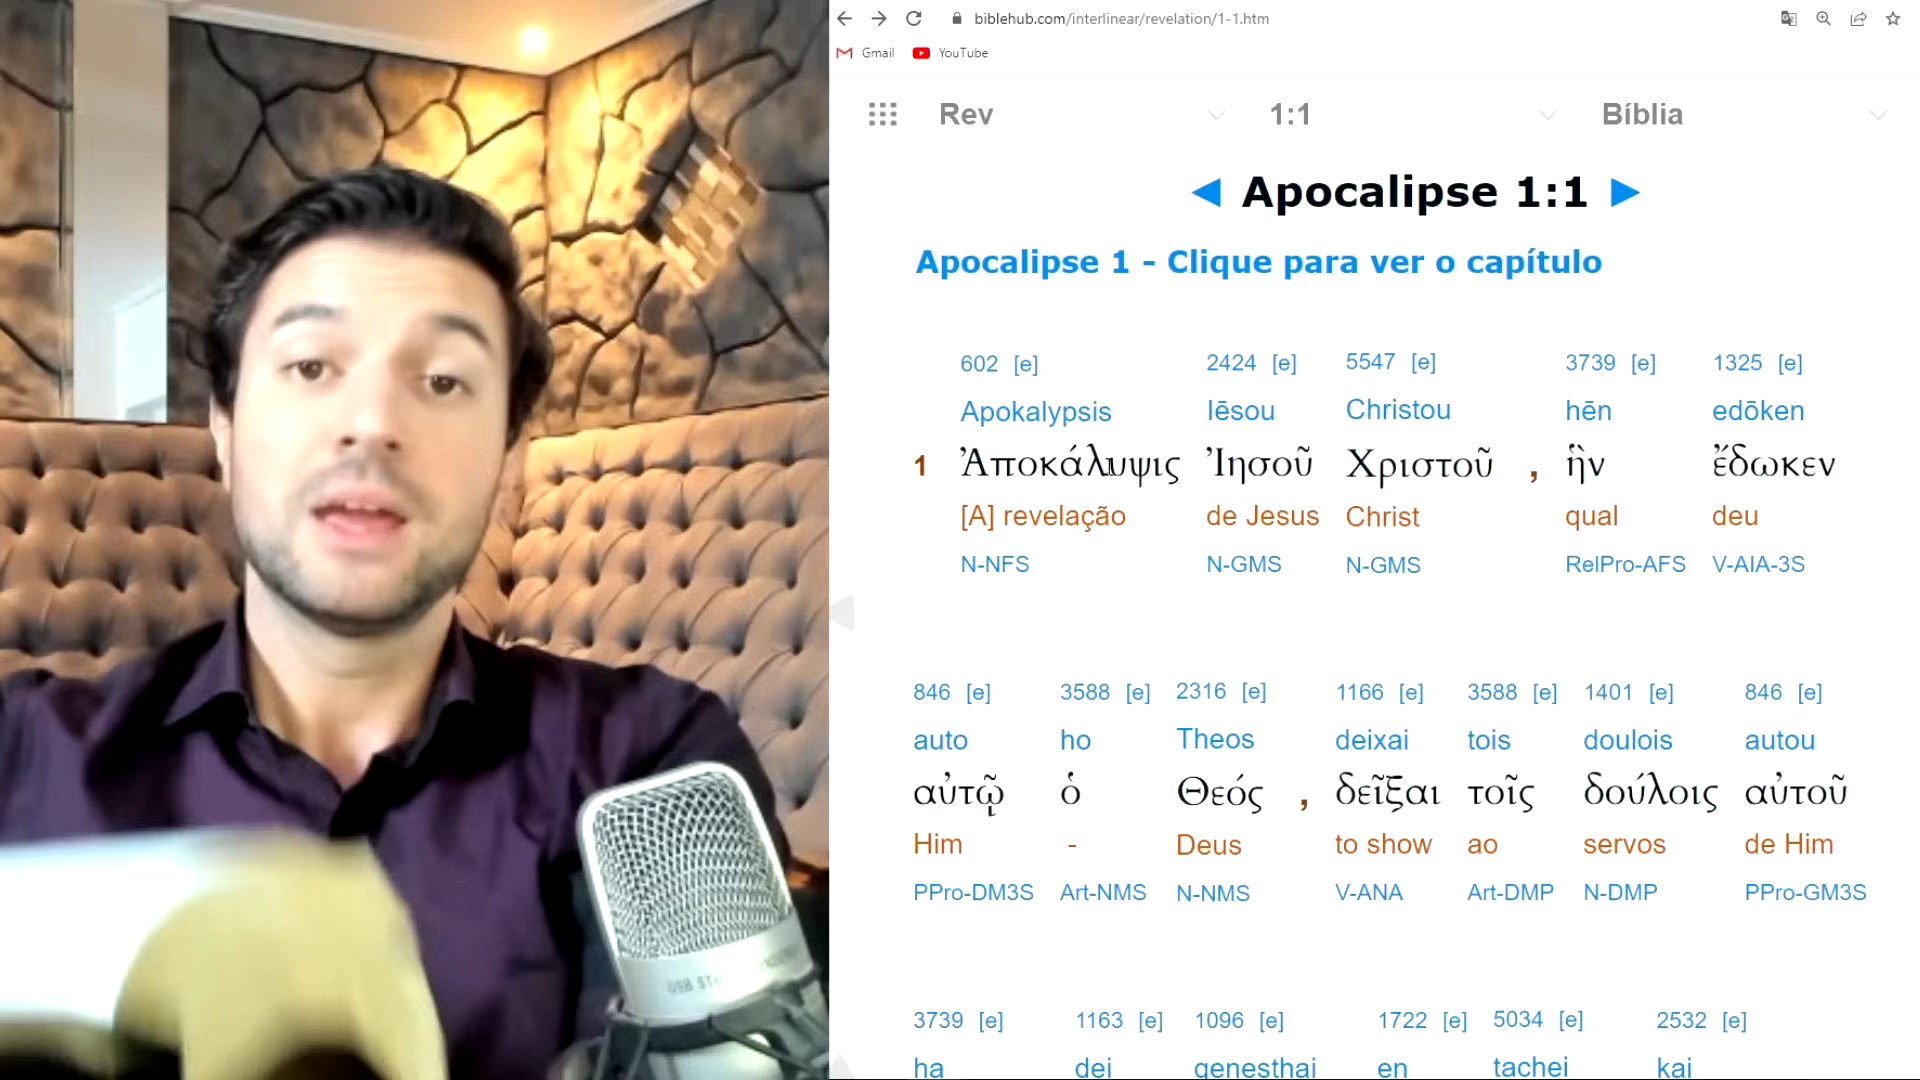 biblehub.com/interlinear/revelation/1-1.htm
Gmail YouTube
Rev 1:1 Bíblia
◄ Apocalipse 1:1 ►
Apocalipse 1 - Clique para ver o capítulo
602 [e] 2424 [e] 5547 [e] 3739 [e] 1325 [e]
Apokalypsis Iēsou Christou hēn edōken
1 Ἀποκάλυψις Ἰησοῦ Χριστοῦ , ἣν ἔδωκεν
[A] revelação de Jesus Christ qual deu
N-NFS N-GMS N-GMS RelPro-AFS V-AIA-3S
846 [e] 3588 [e] 2316 [e] 1166 [e] 3588 [e] 1401 [e] 846 [e]
auto ho Theos deixai tois doulois autou
αὐτῷ ὁ Θεός , δεῖξαι τοῖς δούλοις αὐτοῦ
Him - Deus to show ao servos de Him
PPro-DM3S Art-NMS N-NMS V-ANA Art-DMP N-DMP PPro-GM3S
3739 [e] 1163 [e] 1096 [e] 1722 [e] 5034 [e] 2532 [e]
ha dei genesthai en tachei kai